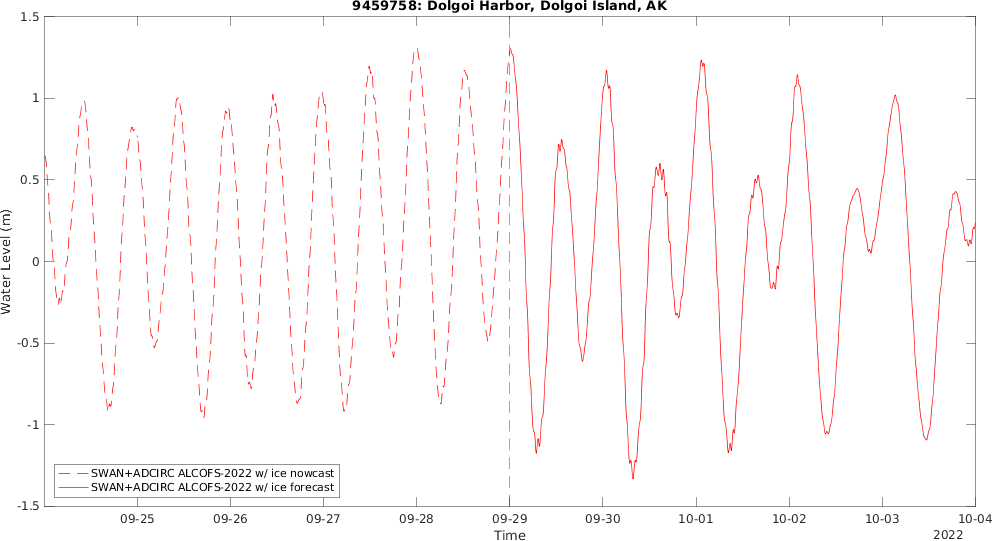 9459758: Dolgoi Harbor, Dolgoi Island, AK
1.5
1
0.5
0
-0.5
-1
-1.5
Water Level (m)
SWAN+ADCIRC ALCOFS-2022 w/ ice nowcast
SWAN+ADCIRC ALCOFS-2022 w/ ice forecast
09-25 09-26 09-27 09-28 09-29 09-30 10-01 10-02 10-03 10-04
Time
2022